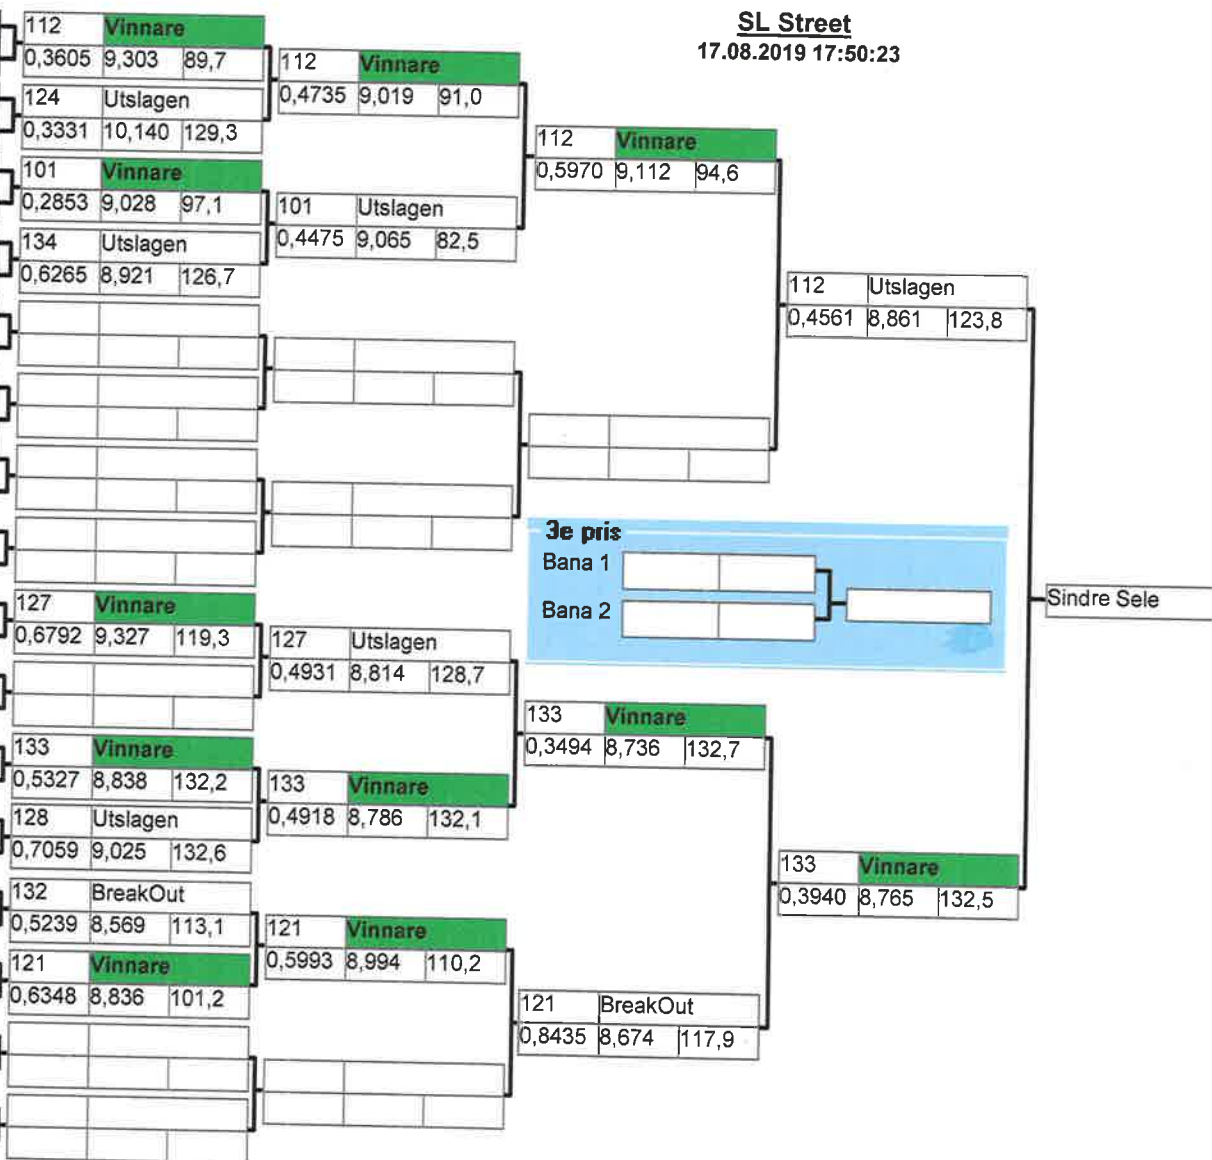 SL Street
17.08.2019 17:50:23
112 Vinnare
0,3605 9,303 89,7
124 Utslagen
0,3331 10,140 129,3
101 Vinnare
0,2853 9,028 97,1
134 Utslagen
0,6265 8,921 126,7
127 Vinnare
0,6792 9,327 119,3
133 Vinnare
0,5327 8,838 132,2
128 Utslagen
0,7059 9,025 132,6
132 BreakOut
0,5239 8,569 113,1
121 Vinnare
0,6348 8,836 101,2
112 Vinnare
0,4735 9,019 91,0
101 Utslagen
0,4475 9,065 82,5
127 Utslagen
0,4931 8,814 128,7
133 Vinnare
0,4918 8,786 132,1
121 Vinnare
0,5993 8,994 110,2
112 Vinnare
0,5970 9,112 94,6
133 Vinnare
0,3494 8,736 132,7
121 BreakOut
0,8435 8,674 117,9
112 Utslagen
0,4561 8,861 123,8
133 Vinnare
0,3940 8,765 132,5
3e pris
Bana 1
Bana 2
Sindre Sele